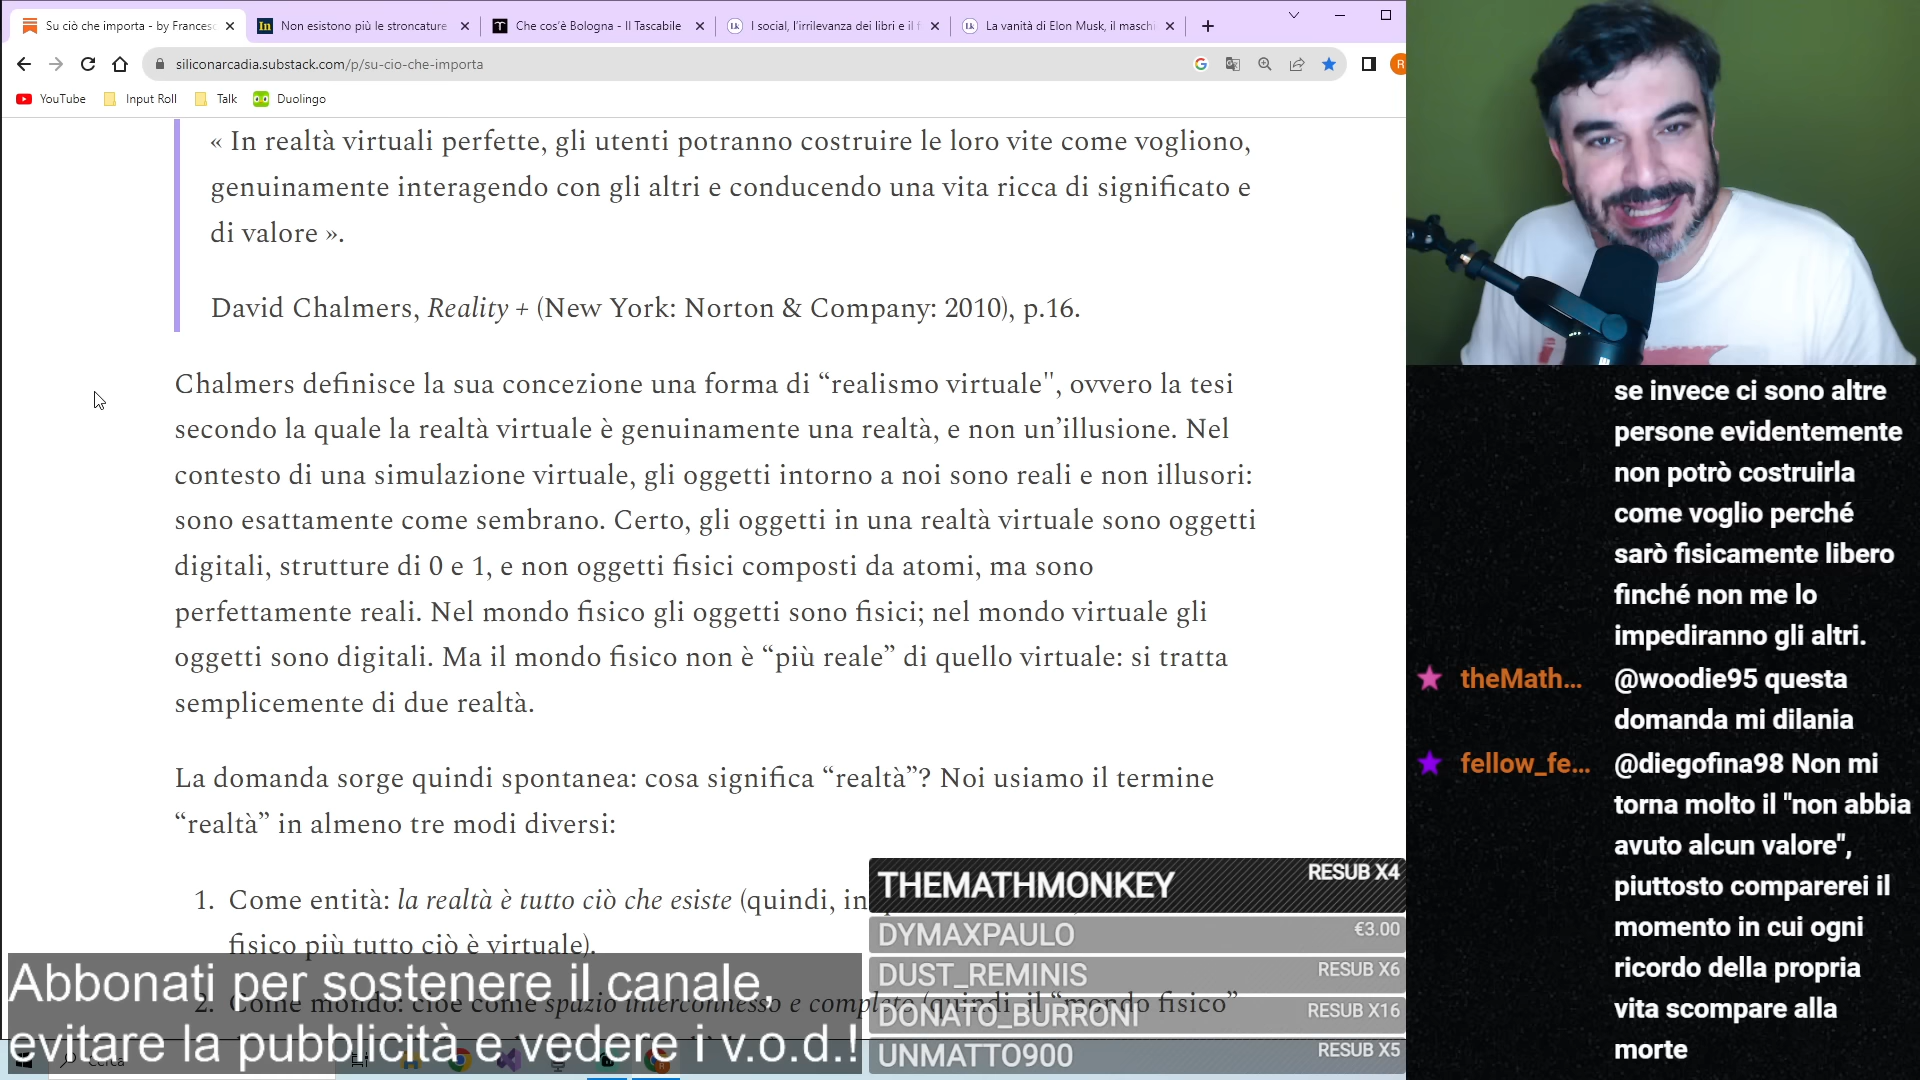 Su ciò che importa - by Francesc
Non esistono più le stroncature
Che cos'è Bologna - Il Tascabile
I social, l'irrilevanza dei libri e il f
La vanità di Elon Musk, il maschi
siliconarcadia.substack.com/p/su-cio-che-importa
YouTube
Input Roll
Talk
Duolingo
« In realtà virtuali perfette, gli utenti potranno costruire le loro vite come vogliono,
genuinamente interagendo con gli altri e conducendo una vita ricca di significato e
di valore ».
David Chalmers, Reality + (New York: Norton & Company: 2010), p.16.
Chalmers definisce la sua concezione una forma di “realismo virtuale", ovvero la tesi
secondo la quale la realtà virtuale è genuinamente una realtà, e non un’illusione. Nel
contesto di una simulazione virtuale, gli oggetti intorno a noi sono reali e non illusori:
sono esattamente come sembrano. Certo, gli oggetti in una realtà virtuale sono oggetti
digitali, strutture di 0 e 1, e non oggetti fisici composti da atomi, ma sono
perfettamente reali. Nel mondo fisico gli oggetti sono fisici; nel mondo virtuale gli
oggetti sono digitali. Ma il mondo fisico non è “più reale” di quello virtuale: si tratta
semplicemente di due realtà.
La domanda sorge quindi spontanea: cosa significa “realtà”? Noi usiamo il termine
“realtà” in almeno tre modi diversi:
1. Come entità: la realtà è tutto ciò che esiste (quindi, in
fisico più tutto ciò è virtuale).
2. Come mondo: cioè come spazio interconnesso e completo (quindi, il “mondo fisico”
Abbonati per sostenere il canale,
evitare la pubblicità e vedere i v.o.d.!
Cerca
THEMATHMONKEY RESUB X4
DYMAXPAULO €3.00
DUST_REMINIS RESUB X6
DONATO_BURRONI RESUB X16
UNMATTO900 RESUB X5
se invece ci sono altre
persone evidentemente
non potrò costruirla
come voglio perché
sarò fisicamente libero
finché non me lo
impediranno gli altri.
theMath... @woodie95 questa
domanda mi dilania
fellow_fe... @diegofina98 Non mi
torna molto il "non abbia
avuto alcun valore",
piuttosto comparerei il
momento in cui ogni
ricordo della propria
vita scompare alla
morte